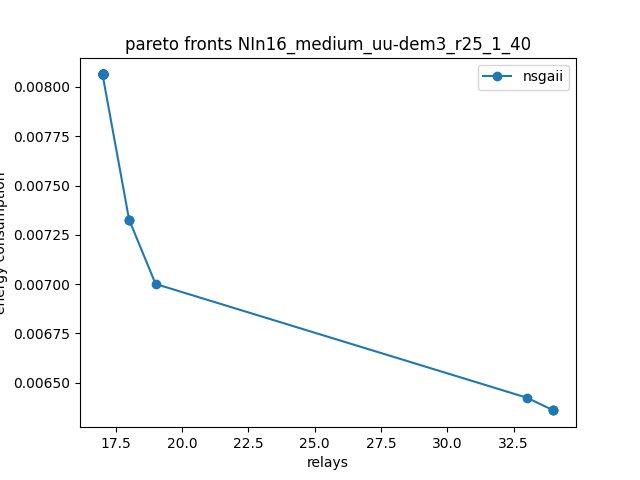 pareto fronts NIn16_medium_uu-dem3_r25_1_40
nsgaii
0.00800
0.00775
0.00750
0.00725
0.00700
0.00675
0.00650
energy consumption
17.5 20.0 22.5 25.0 27.5 30.0 32.5
relays